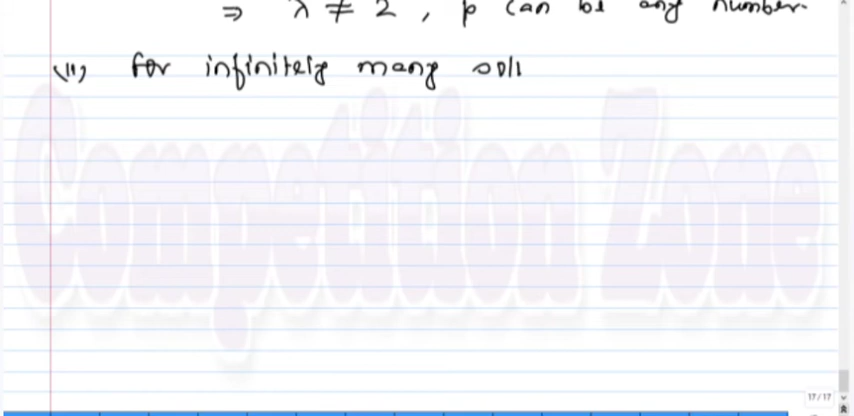 ⇒ λ ≠ 2 , p can be any number.
(ii) for infinitely many soln
Competition Zone
17/17